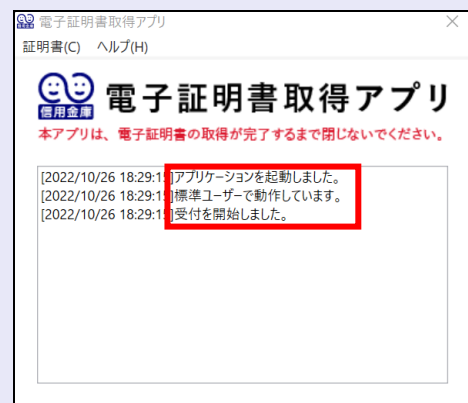 電子証明書取得アプリ
証明書(C) ヘルプ(H)
信用金庫
電子証明書取得アプリ
本アプリは、電子証明書の取得が完了するまで閉じないでください。
[2022/10/26 18:29:15]アプリケーションを起動しました。
[2022/10/26 18:29:15]標準ユーザーで動作しています。
[2022/10/26 18:29:15]受付を開始しました。